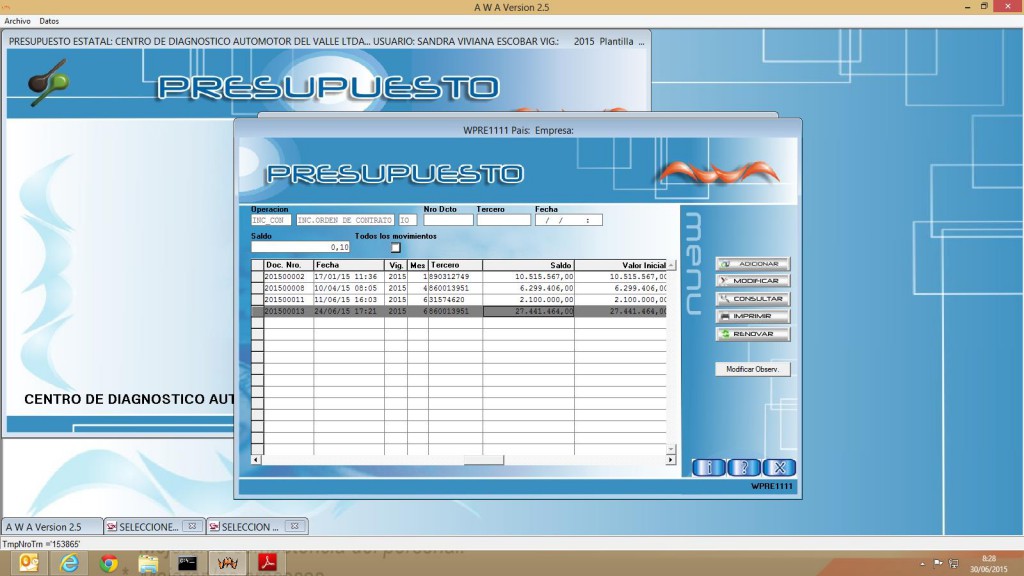 A W A Version 2.5
Archivo Datos
PRESUPUESTO ESTATAL: CENTRO DE DIAGNOSTICO AUTOMOTOR DEL VALLE LTDA... USUARIO: SANDRA VIVIANA ESCOBAR VIG.: 2015 Plantilla ...
PRESUPUESTO
WPRE1111 Pais: Empresa:
PRESUPUESTO
Operacion Nro Dcto Tercero Fecha
INC_CON INC.ORDEN DE CONTRATO IO / / :
Saldo Todos los movimientos
0,10
menu
Doc. Nro. Fecha Vig. Mes Tercero Saldo Valor Inicial
201500002 17/01/15 11:36 2015 1 890312749 10.515.567,00 10.515.567,00
201500008 10/04/15 08:05 2015 4 860013951 6.299.406,00 6.299.406,00
201500011 11/06/15 16:03 2015 6 31574620 2.100.000,00 2.100.000,00
201500013 24/06/15 17:21 2015 6 860013951 27.441.464,00 27.441.464,00
ADICIONAR
MODIFICAR
CONSULTAR
IMPRIMIR
RENOVAR
Modificar Observ.
CENTRO DE DIAGNOSTICO AUT
i ? X
WPRE1111
A W A Version 2.5 SELECCIONE... SELECCION ...
TmpNroTrn ='153865'
8:28
30/06/2015